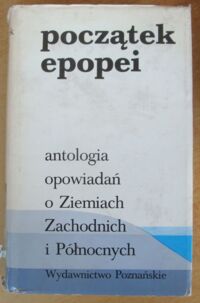 początek
epopei
antologia
opowiadań
o Ziemiach
Zachodnich
i Północnych
Wydawnictwo Poznańskie